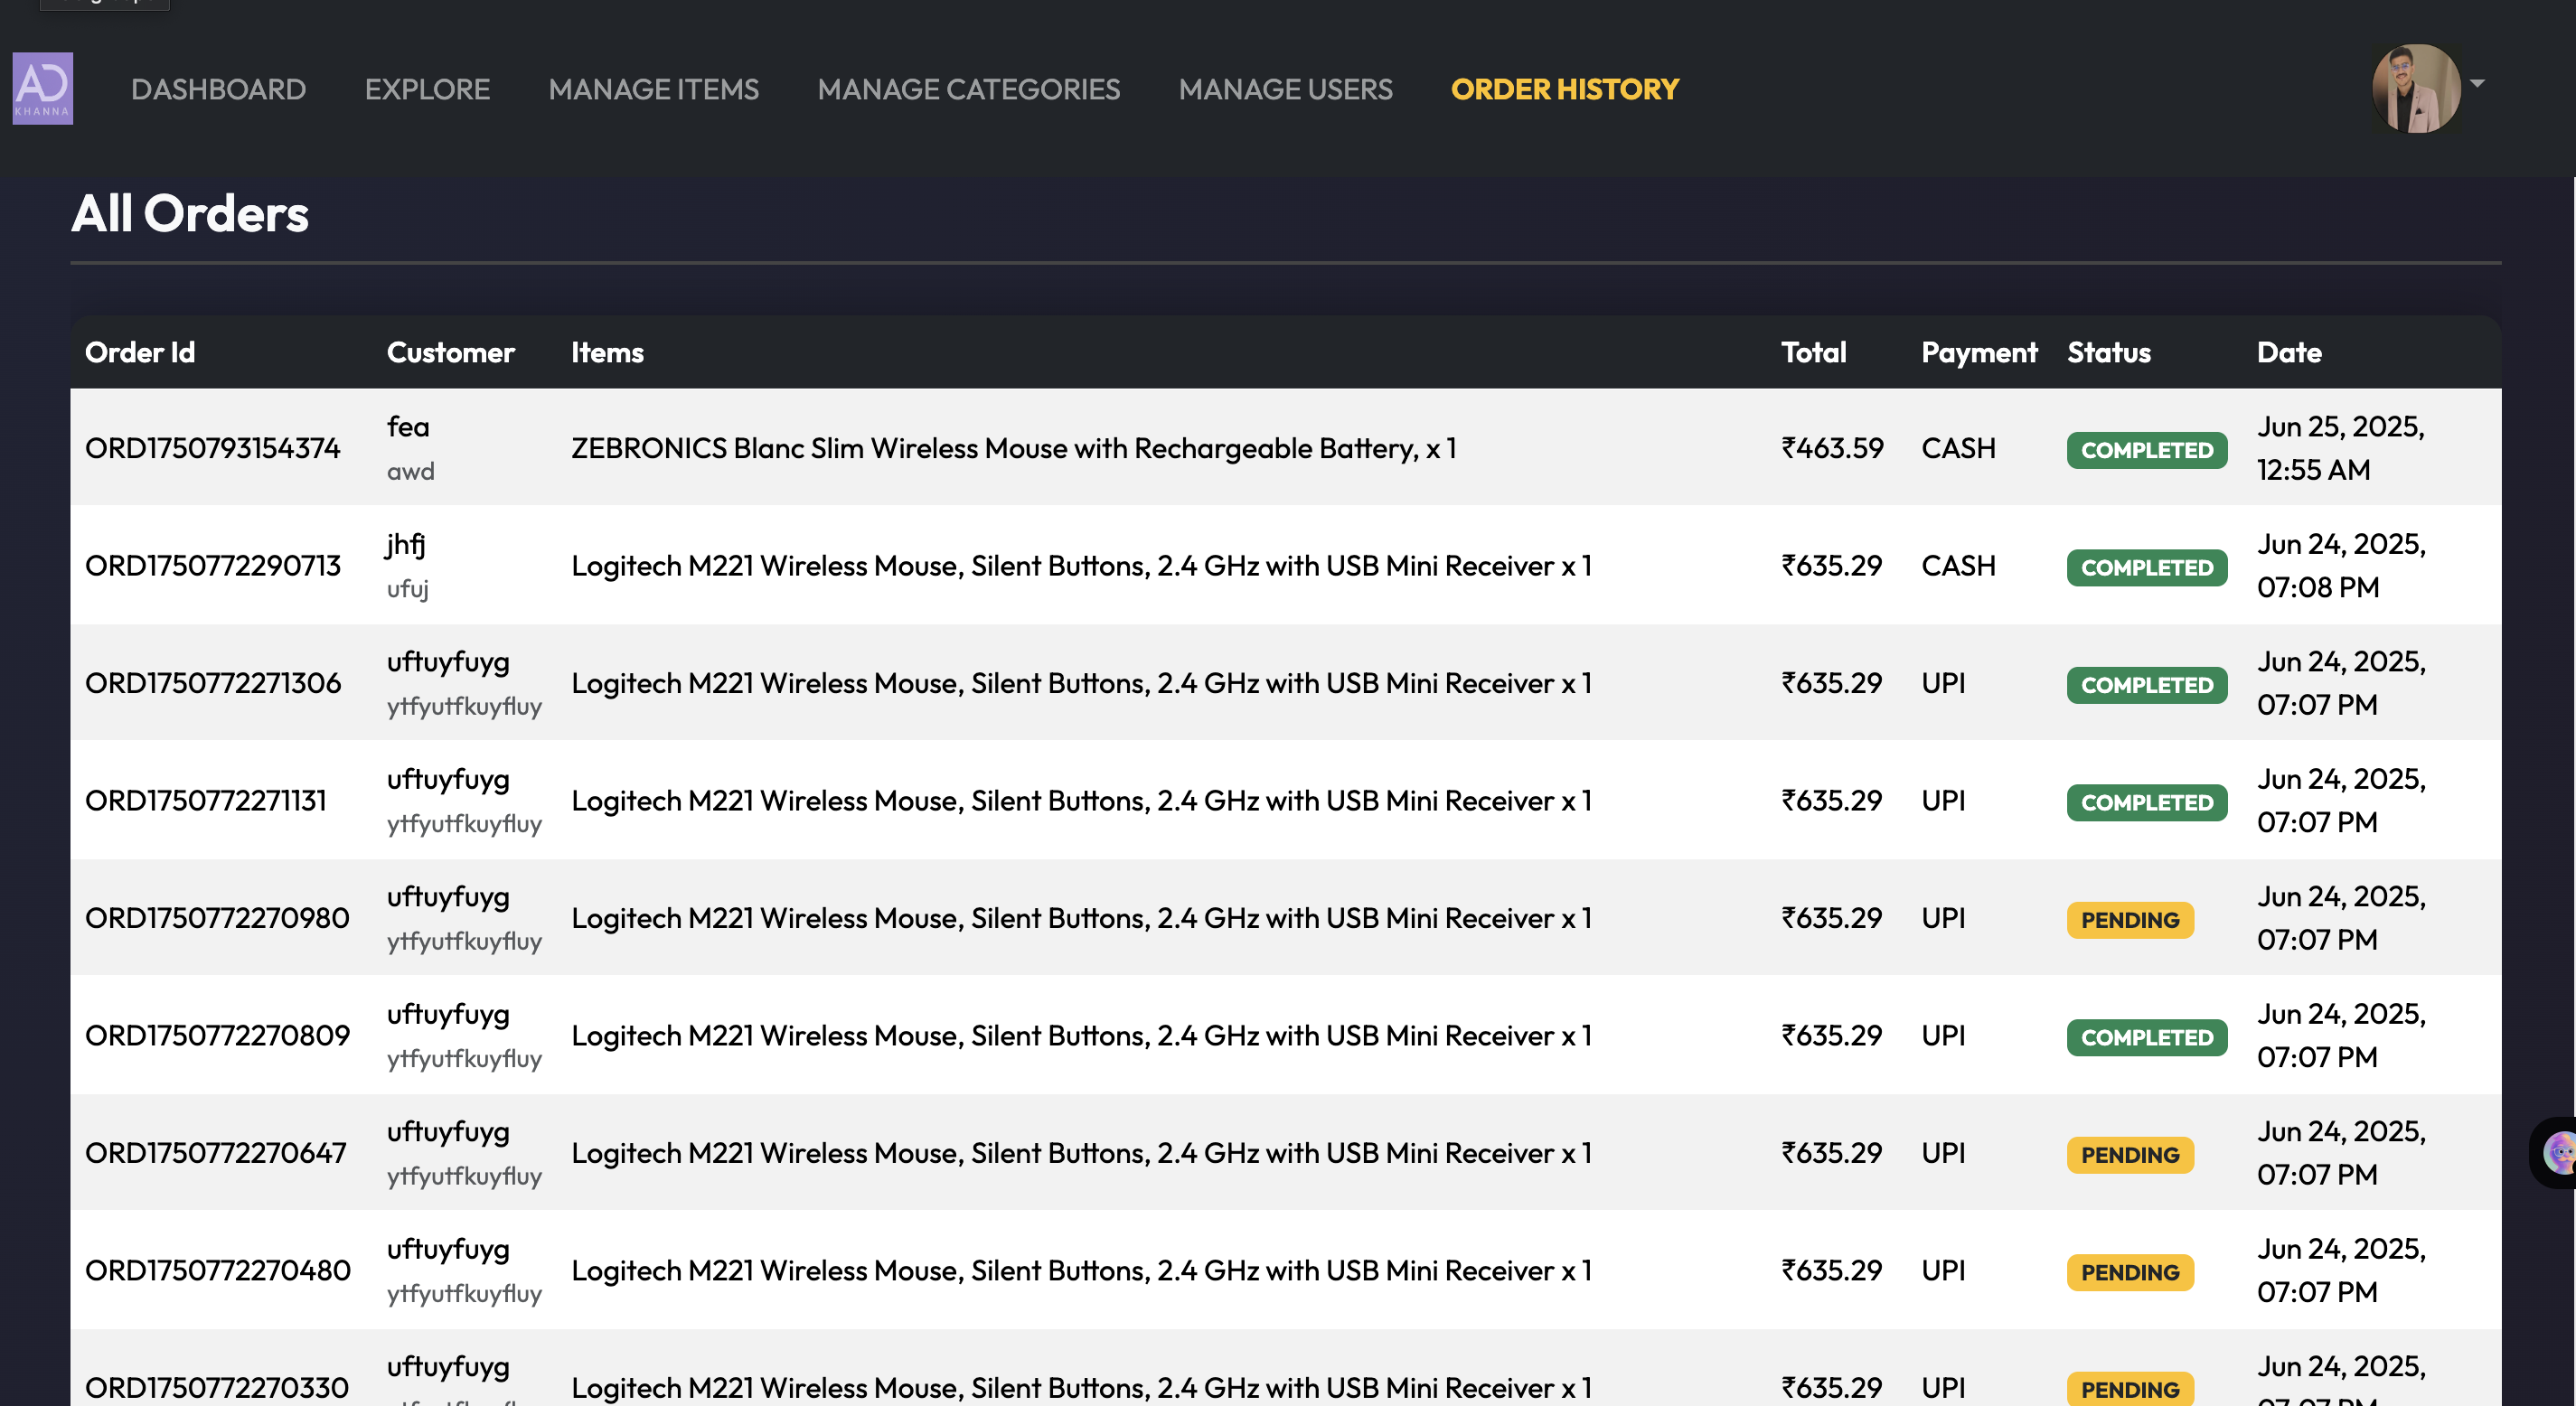 AD
KHANNA
DASHBOARD EXPLORE MANAGE ITEMS MANAGE CATEGORIES MANAGE USERS ORDER HISTORY
All Orders
Order Id Customer Items Total Payment Status Date
ORD1750793154374 fea awd ZEBRONICS Blanc Slim Wireless Mouse with Rechargeable Battery, x 1 ₹463.59 CASH COMPLETED Jun 25, 2025, 12:55 AM
ORD1750772290713 jhfj ufuj Logitech M221 Wireless Mouse, Silent Buttons, 2.4 GHz with USB Mini Receiver x 1 ₹635.29 CASH COMPLETED Jun 24, 2025, 07:08 PM
ORD1750772271306 uftuyfuyg ytfyutfkuyfluy Logitech M221 Wireless Mouse, Silent Buttons, 2.4 GHz with USB Mini Receiver x 1 ₹635.29 UPI COMPLETED Jun 24, 2025, 07:07 PM
ORD1750772271131 uftuyfuyg ytfyutfkuyfluy Logitech M221 Wireless Mouse, Silent Buttons, 2.4 GHz with USB Mini Receiver x 1 ₹635.29 UPI COMPLETED Jun 24, 2025, 07:07 PM
ORD1750772270980 uftuyfuyg ytfyutfkuyfluy Logitech M221 Wireless Mouse, Silent Buttons, 2.4 GHz with USB Mini Receiver x 1 ₹635.29 UPI PENDING Jun 24, 2025, 07:07 PM
ORD1750772270809 uftuyfuyg ytfyutfkuyfluy Logitech M221 Wireless Mouse, Silent Buttons, 2.4 GHz with USB Mini Receiver x 1 ₹635.29 UPI COMPLETED Jun 24, 2025, 07:07 PM
ORD1750772270647 uftuyfuyg ytfyutfkuyfluy Logitech M221 Wireless Mouse, Silent Buttons, 2.4 GHz with USB Mini Receiver x 1 ₹635.29 UPI PENDING Jun 24, 2025, 07:07 PM
ORD1750772270480 uftuyfuyg ytfyutfkuyfluy Logitech M221 Wireless Mouse, Silent Buttons, 2.4 GHz with USB Mini Receiver x 1 ₹635.29 UPI PENDING Jun 24, 2025, 07:07 PM
ORD1750772270330 uftuyfuyg Logitech M221 Wireless Mouse, Silent Buttons, 2.4 GHz with USB Mini Receiver x 1 ₹635.29 UPI PENDING Jun 24, 2025,